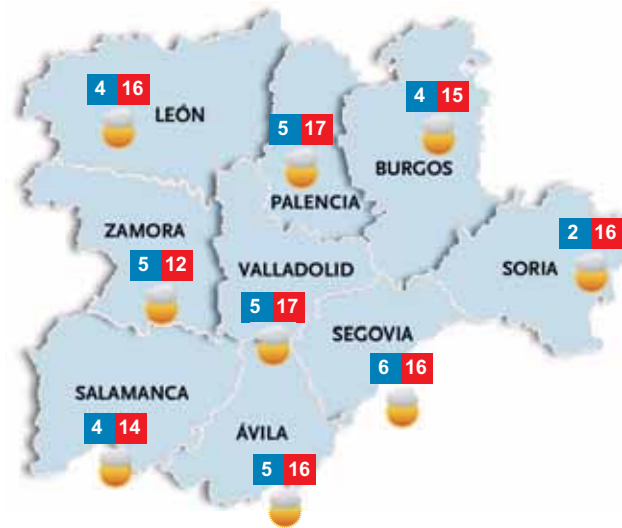 4 16
LEÓN
4 15
BURGOS
5 17
PALENCIA
ZAMORA
5 12
VALLADOLID
5 17
2 16
SORIA
SEGOVIA
6 16
SALAMANCA
4 14
ÁVILA
5 16